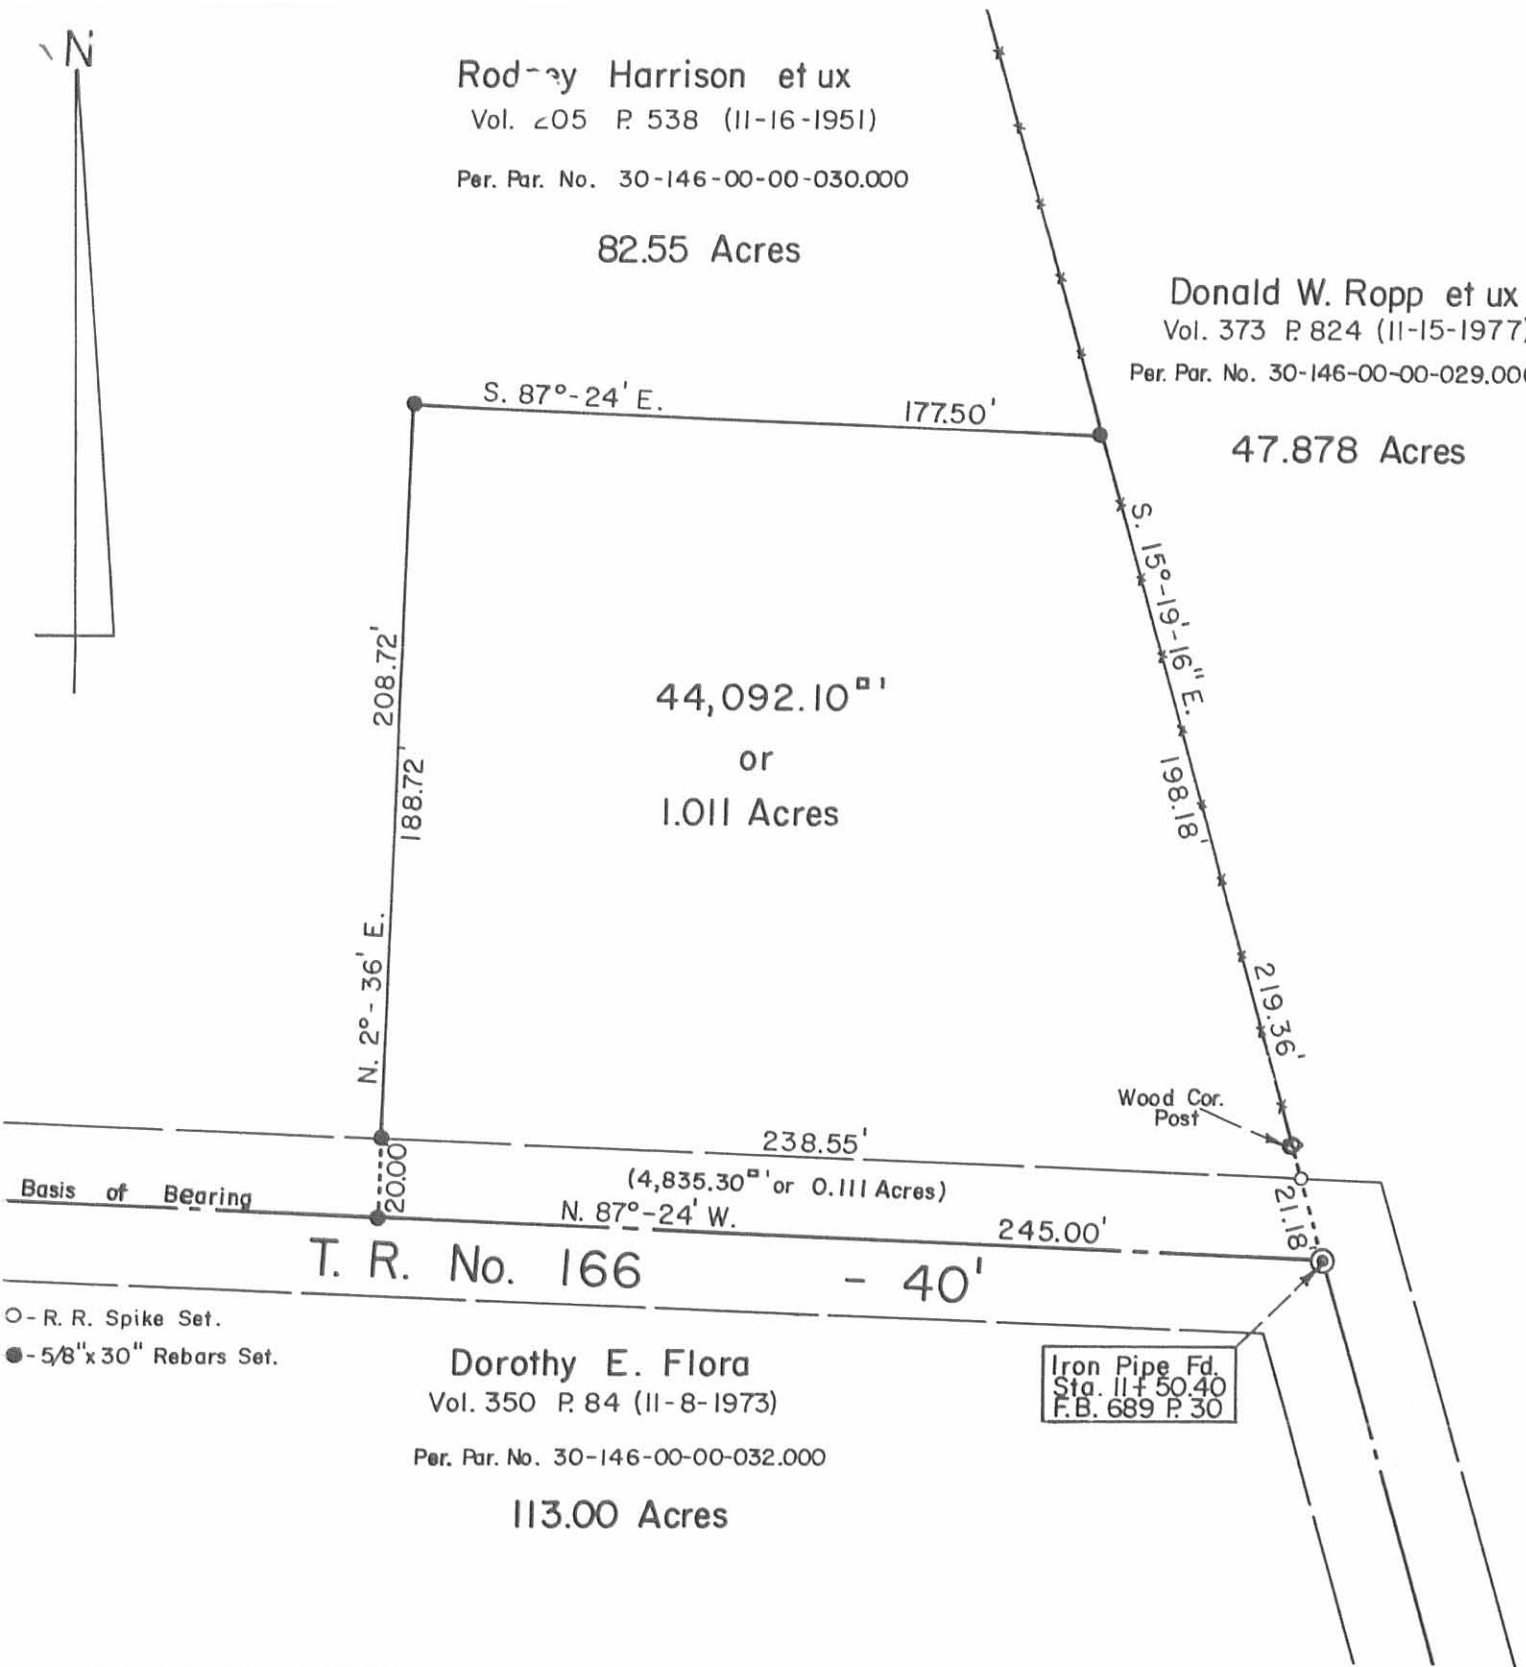 N
Harrison et ux
Vol. P. 538 (11-16-1951)
Per. Par. No. 30-146-00-00-030.000
82.55 Acres
Donald W. Ropp et ux
Vol. 373 P. 824 (11-15-1977)
Per. Par. No. 30-146-00-00-029.00
47.878 Acres
S. 87°-24' E. 177.50'
S. 15°-19'-16" E. 198.18'
219.36'
208.72'
188.72'
N. 2°-36' E.
44,092.10□'
or
1.011 Acres
Wood Cor.
Post
238.55'
20.00
(4,835.30□' or 0.111 Acres)
21.18'
Basis of Bearing
N. 87°-24' W. 245.00'
T. R. No. 166 - 40'
O- R. R. Spike Set.
●- 5/8"x30" Rebars Set.
Iron Pipe Fd.
Sta. 11+50.40
F.B. 689 P. 30
Dorothy E. Flora
Vol. 350 P. 84 (11-8-1973)
Per. Par. No. 30-146-00-00-032.000
113.00 Acres